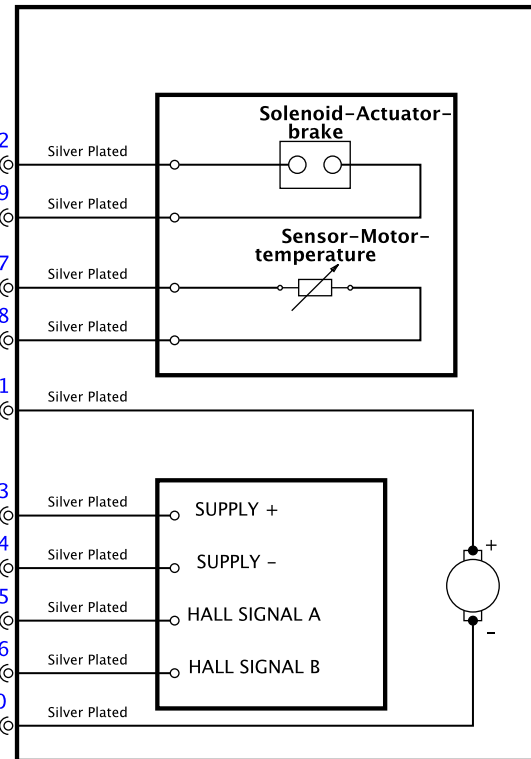 Solenoid-Actuator-
brake
2 Silver Plated
9 Silver Plated
Sensor-Motor-
temperature
7 Silver Plated
8 Silver Plated
1 Silver Plated
3 Silver Plated SUPPLY +
+
4 Silver Plated SUPPLY -
5 Silver Plated HALL SIGNAL A
-
6 Silver Plated HALL SIGNAL B
0 Silver Plated